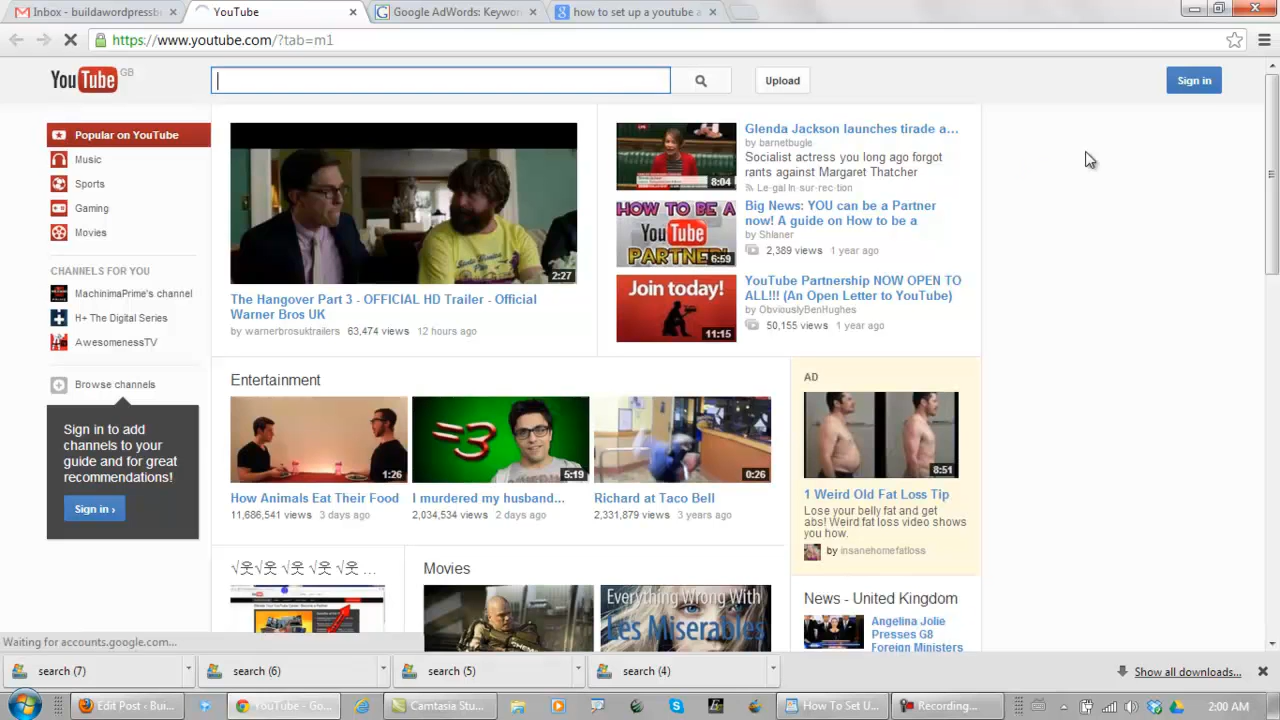 Inbox - buildawordpressb
YouTube
Google AdWords: Keywor
how to set up a youtube a
https://www.youtube.com/?tab=m1
YouTube GB
Upload
Sign in
Popular on YouTube
Music
Sports
Gaming
Movies
CHANNELS FOR YOU
MachinimaPrime's channel
H+ The Digital Series
AwesomenessTV
Browse channels
Sign in to add
channels to your
guide and for great
recommendations!
Sign in ›
2:27
The Hangover Part 3 - OFFICIAL HD Trailer - Official
Warner Bros UK
by warnerbrosuktrailers 63,474 views 12 hours ago
8:04
Glenda Jackson launches tirade a...
by barnetbugle
Socialist actress you long ago forgot
rants against Margaret Thatcher
Le·gal In·sur·rec·tion
HOW TO BE A
YouTube
PARTNER
6:59
Big News: YOU can be a Partner
now! A guide on How to be a
by Shlaner
2,389 views 1 year ago
Join today!
11:15
YouTube Partnership NOW OPEN TO
ALL!!! (An Open Letter to YouTube)
by ObviouslyBenHughes
50,155 views 1 year ago
Entertainment
1:26
How Animals Eat Their Food
11,686,541 views 3 days ago
5:19
I murdered my husband...
2,034,534 views 2 days ago
0:26
Richard at Taco Bell
2,331,879 views 3 years ago
AD
8:51
1 Weird Old Fat Loss Tip
Lose your belly fat and get
abs! Weird fat loss video shows
you how.
by insanehomefatloss
√웃√웃 √웃 √웃 √웃 ...
Movies
Everything Wrong With
Les Miserables
News - United Kingdom
Angelina Jolie
Presses G8
Foreign Ministers
Waiting for accounts.google.com...
search (7)
search (6)
search (5)
search (4)
Show all downloads...
Edit Post ‹ Bui...
YouTube - Go...
Camtasia Stu...
How To Set U...
Recording...
2:00 AM